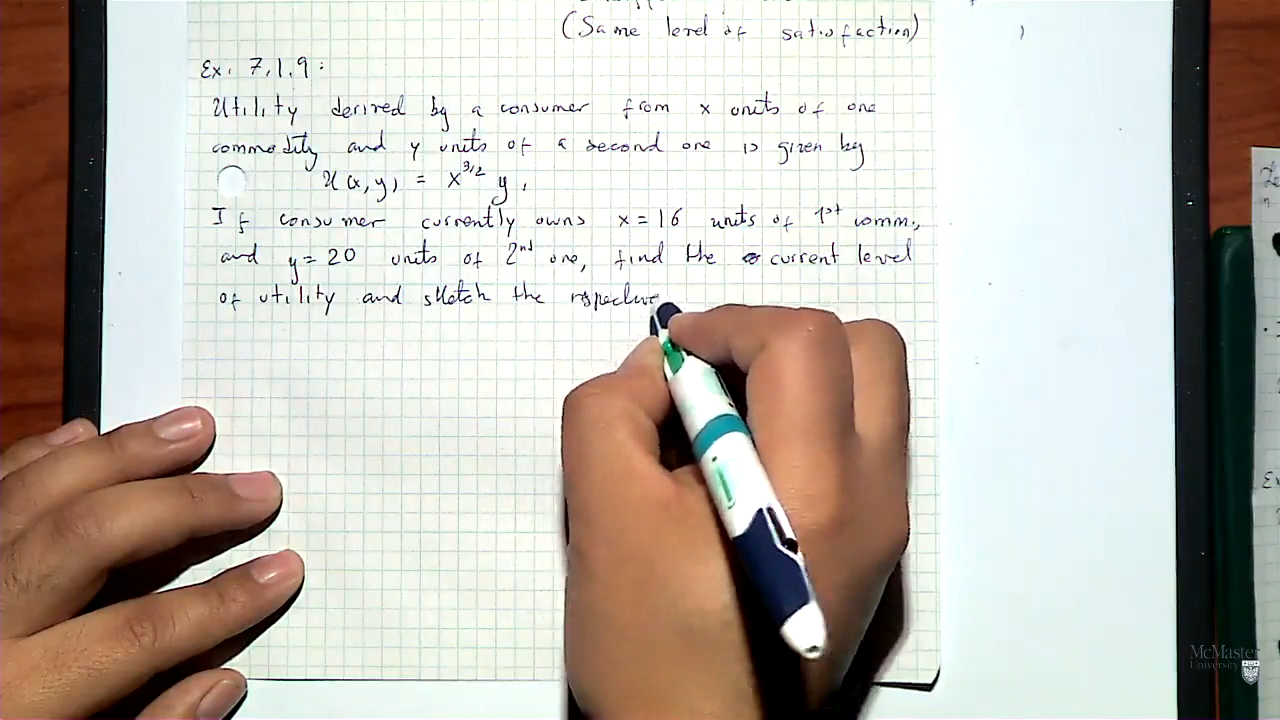 (Same level of satisfaction)
Ex. 7.1.9:
Utility derived by a consumer from x units of one
commodity and y units of a second one is given by
U(x,y) = x^{3/2} y.
If consumer currently owns x = 16 units of 1st comm.,
and y = 20 units of 2nd one, find the current level
of utility and sketch the respective
McMaster
University